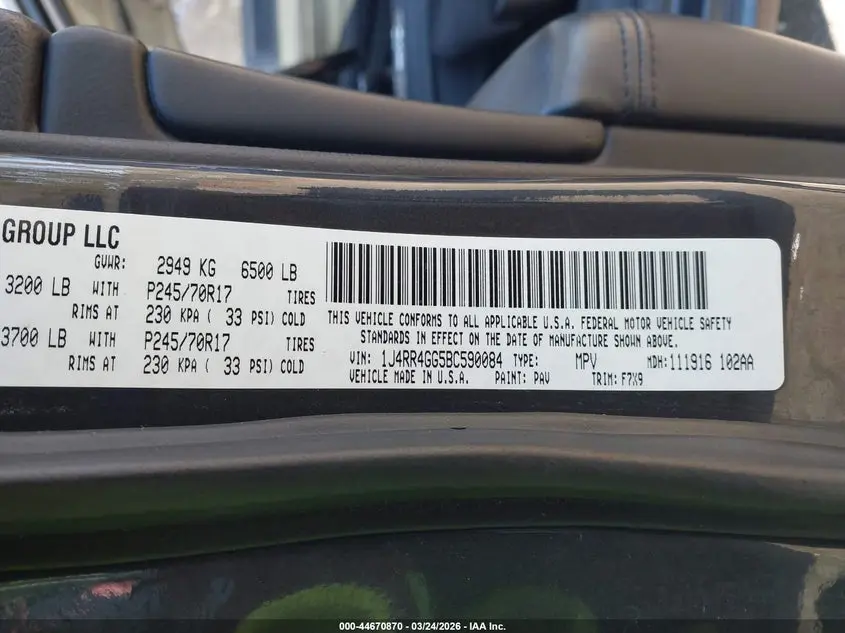 GROUP LLC
GVWR: 2949 KG 6500 LB
3200 LB WITH P245/70R17 TIRES
RIMS AT 230 KPA ( 33 PSI) COLD
3700 LB WITH P245/70R17 TIRES
RIMS AT 230 KPA ( 33 PSI) COLD
THIS VEHICLE CONFORMS TO ALL APPLICABLE U.S.A. FEDERAL MOTOR VEHICLE SAFETY
STANDARDS IN EFFECT ON THE DATE OF MANUFACTURE SHOWN ABOVE.
VIN: 1J4RR4GG5BC590084 TYPE: MPV MDH:111916 102AA
VEHICLE MADE IN U.S.A. PAINT: PAV TRIM: F7X9
000-44670870 - 03/24/2026 - IAA Inc.